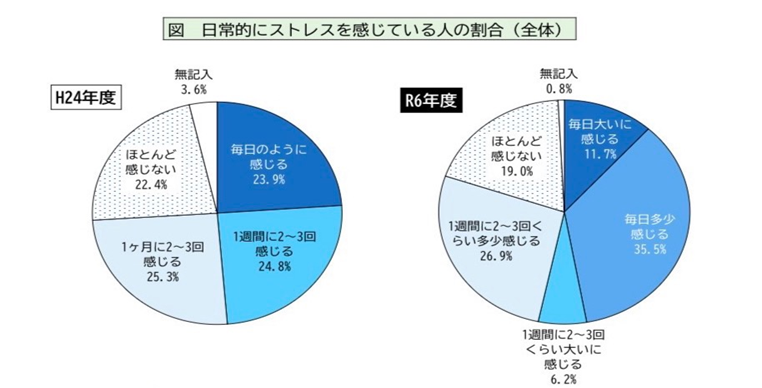 図　日常的にストレスを感じている人の割合（全体）
H24年度
無記入
3.6%
毎日のように
感じる
23.9%
1週間に2～3回
感じる
24.8%
1ヶ月に2～3回
感じる
25.3%
ほとんど
感じない
22.4%
R6年度
無記入
0.8%
毎日大いに
感じる
11.7%
毎日多少
感じる
35.5%
1週間に2～3回
くらい大いに
感じる
6.2%
1週間に2～3回く
らい多少感じる
26.9%
ほとんど
感じない
19.0%